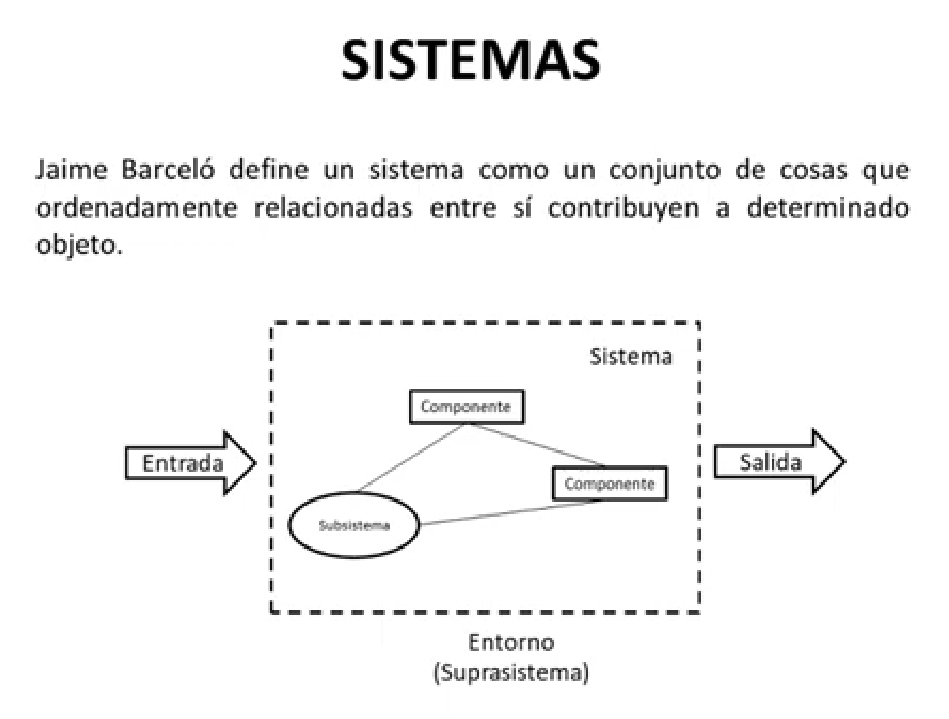 SISTEMAS
Jaime Barceló define un sistema como un conjunto de cosas que
ordenadamente relacionadas entre sí contribuyen a determinado
objeto.
Sistema
Componente
Entrada
Salida
Componente
Subsistema
Entorno
(Suprasistema)